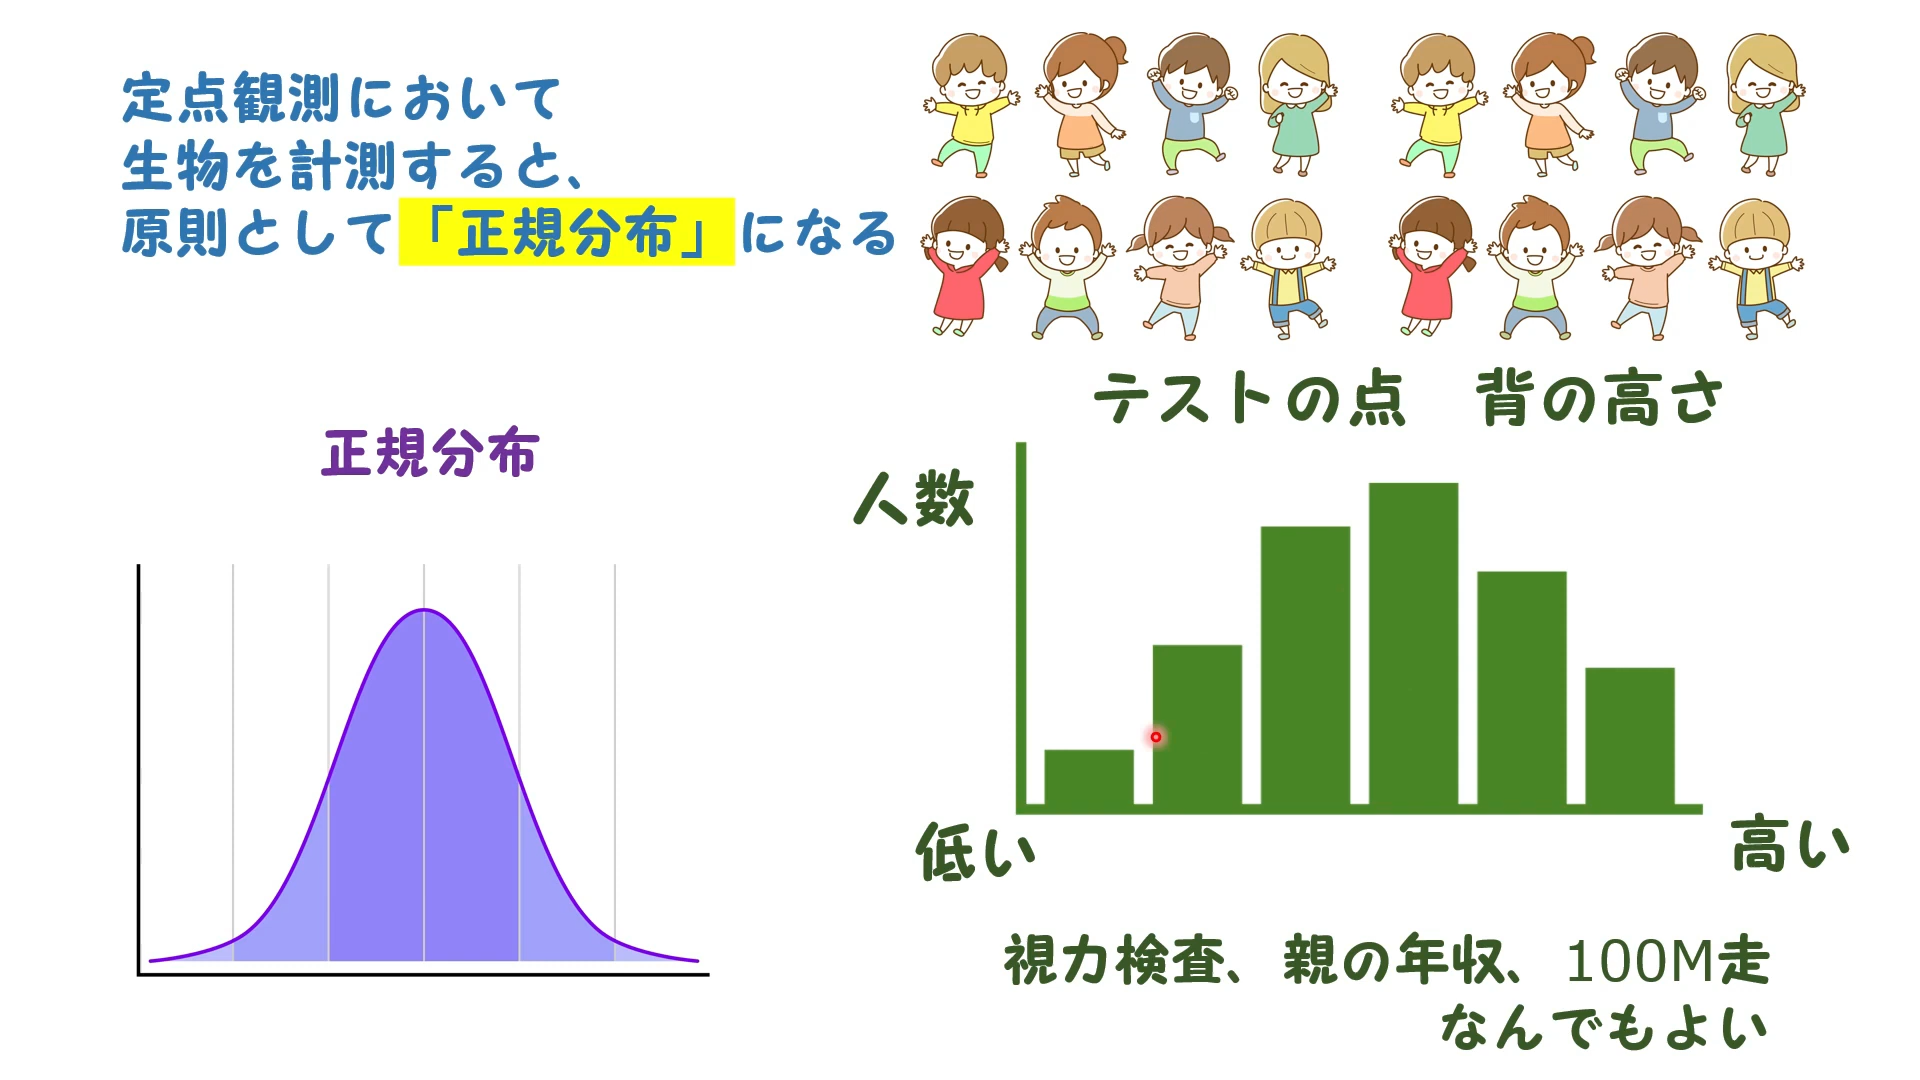 定点観測において
生物を計測すると、
原則として「正規分布」になる
正規分布
テストの点　背の高さ
人数
低い
高い
視力検査、親の年収、100M走
なんでもよい